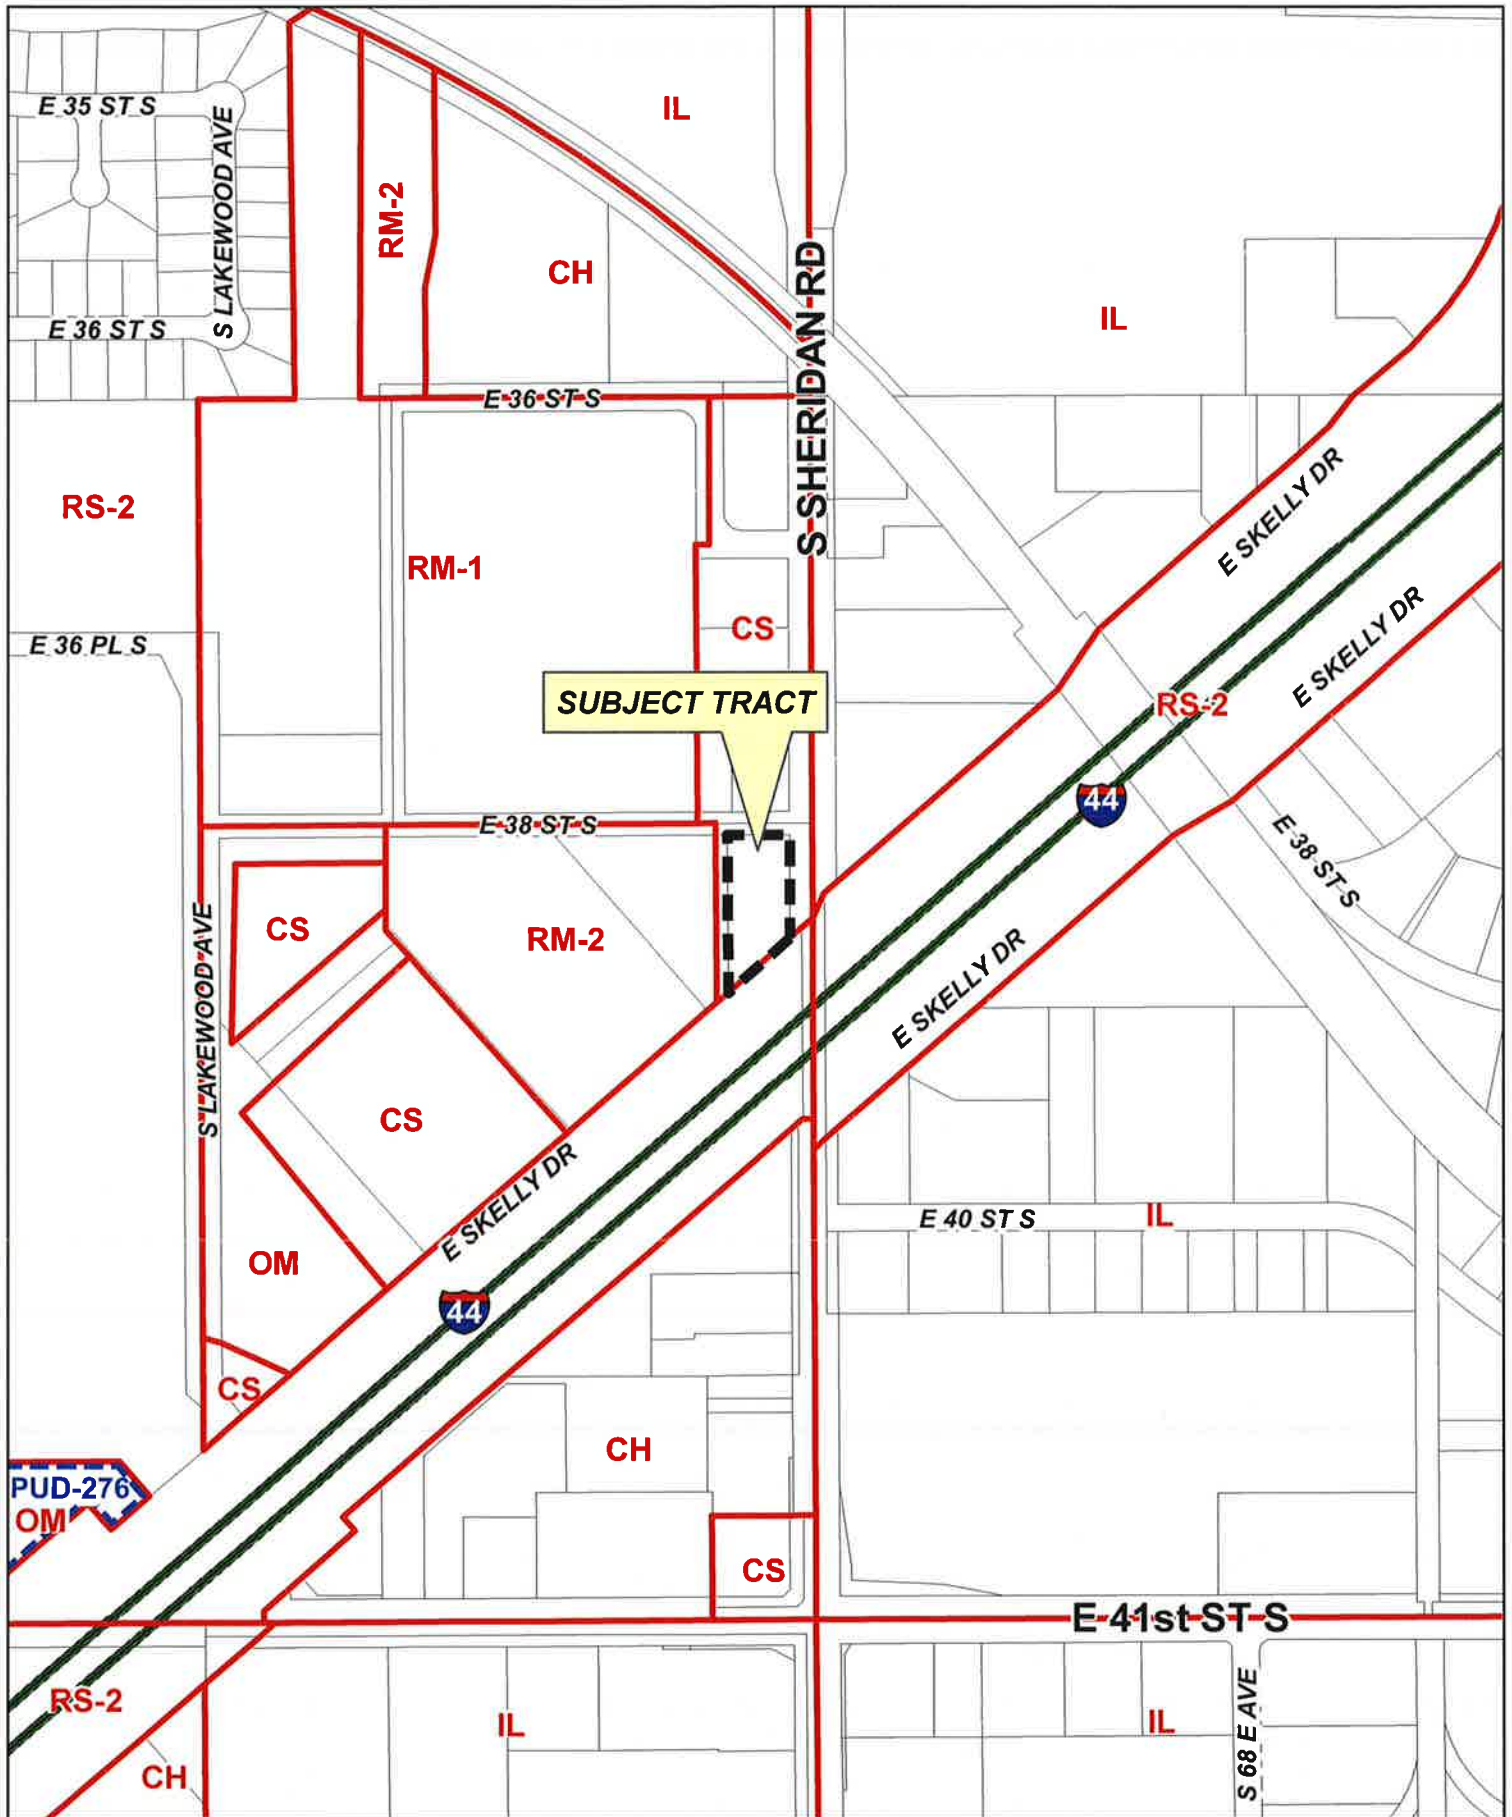 IL
E 35 ST S
S LAKEWOOD AVE
RM-2
CH
S SHERIDAN RD
IL
E 36 ST S
E 36 ST S
RS-2
RM-1
E SKELLY DR
CS
E 36 PL S
E SKELLY DR
SUBJECT TRACT
RS-2
44
E 38 ST S
E 38 ST S
CS
RM-2
S LAKEWOOD AVE
E SKELLY DR
CS
E SKELLY DR
E 40 ST S
IL
OM
44
CS
CH
PUD-276
OM
CS
E 41st ST S
RS-2
IL
IL
S 68 E AVE
CH